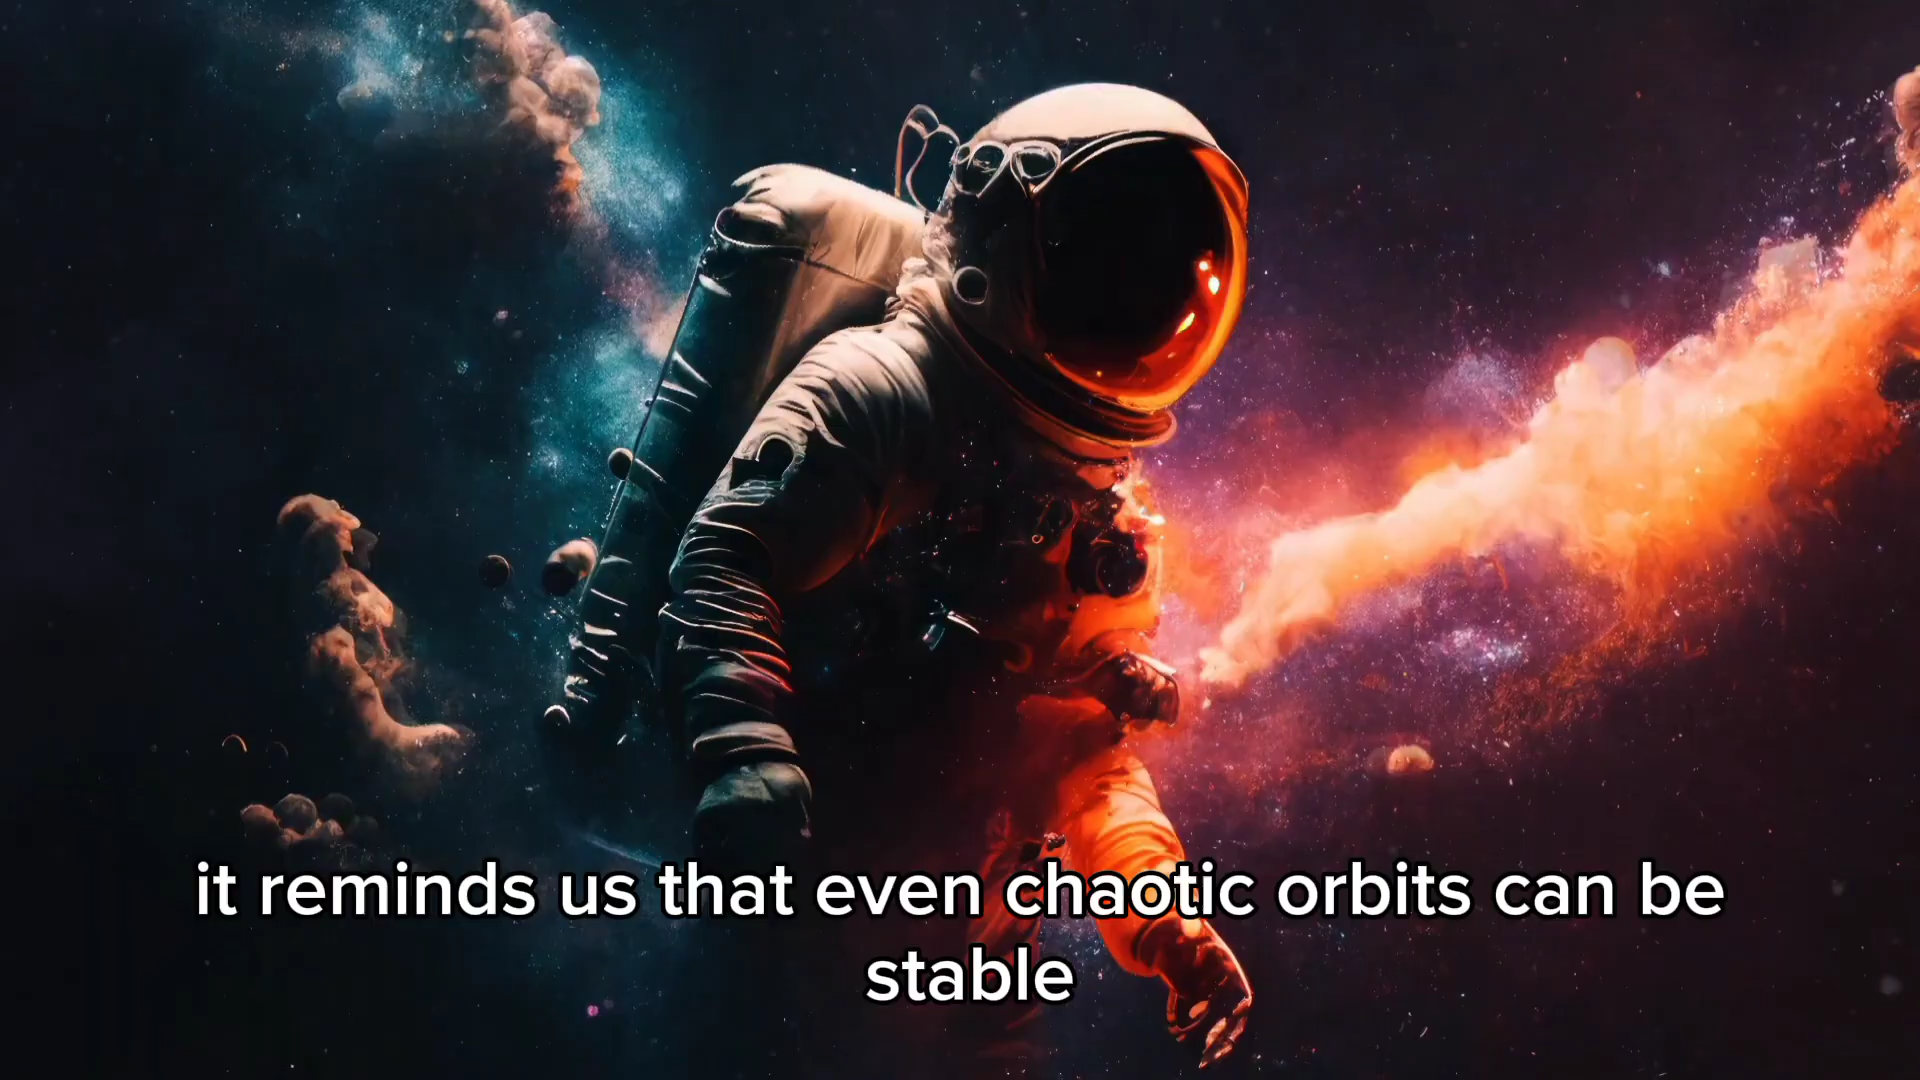 it reminds us that even chaotic orbits can be
stable